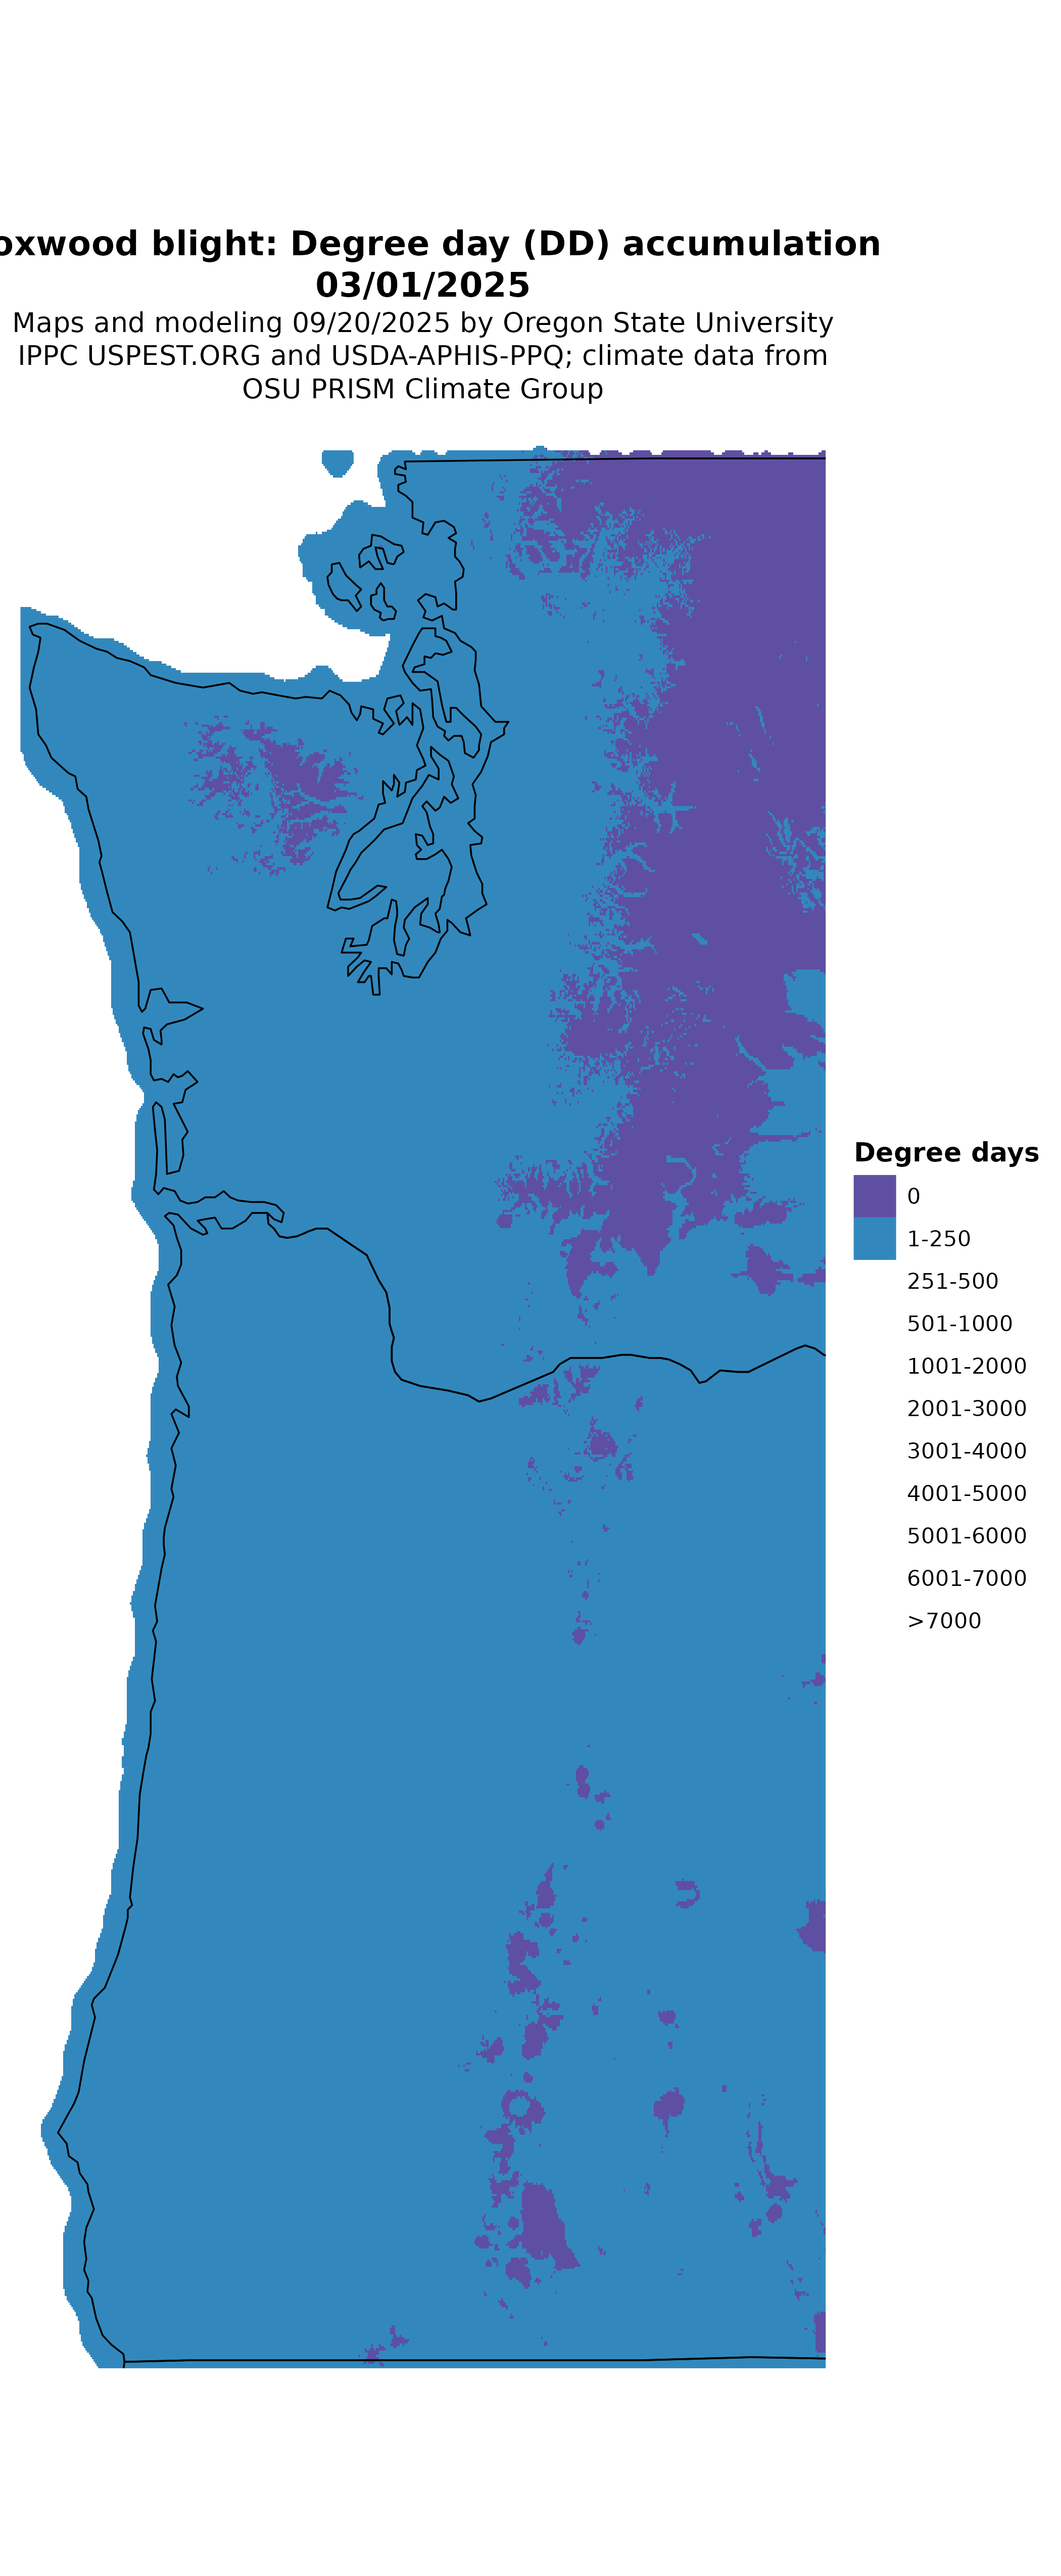 oxwood blight: Degree day (DD) accumulation
03/01/2025
Maps and modeling 09/20/2025 by Oregon State University
IPPC USPEST.ORG and USDA-APHIS-PPQ; climate data from
OSU PRISM Climate Group
Degree days
0
1-250
251-500
501-1000
1001-2000
2001-3000
3001-4000
4001-5000
5001-6000
6001-7000
>7000